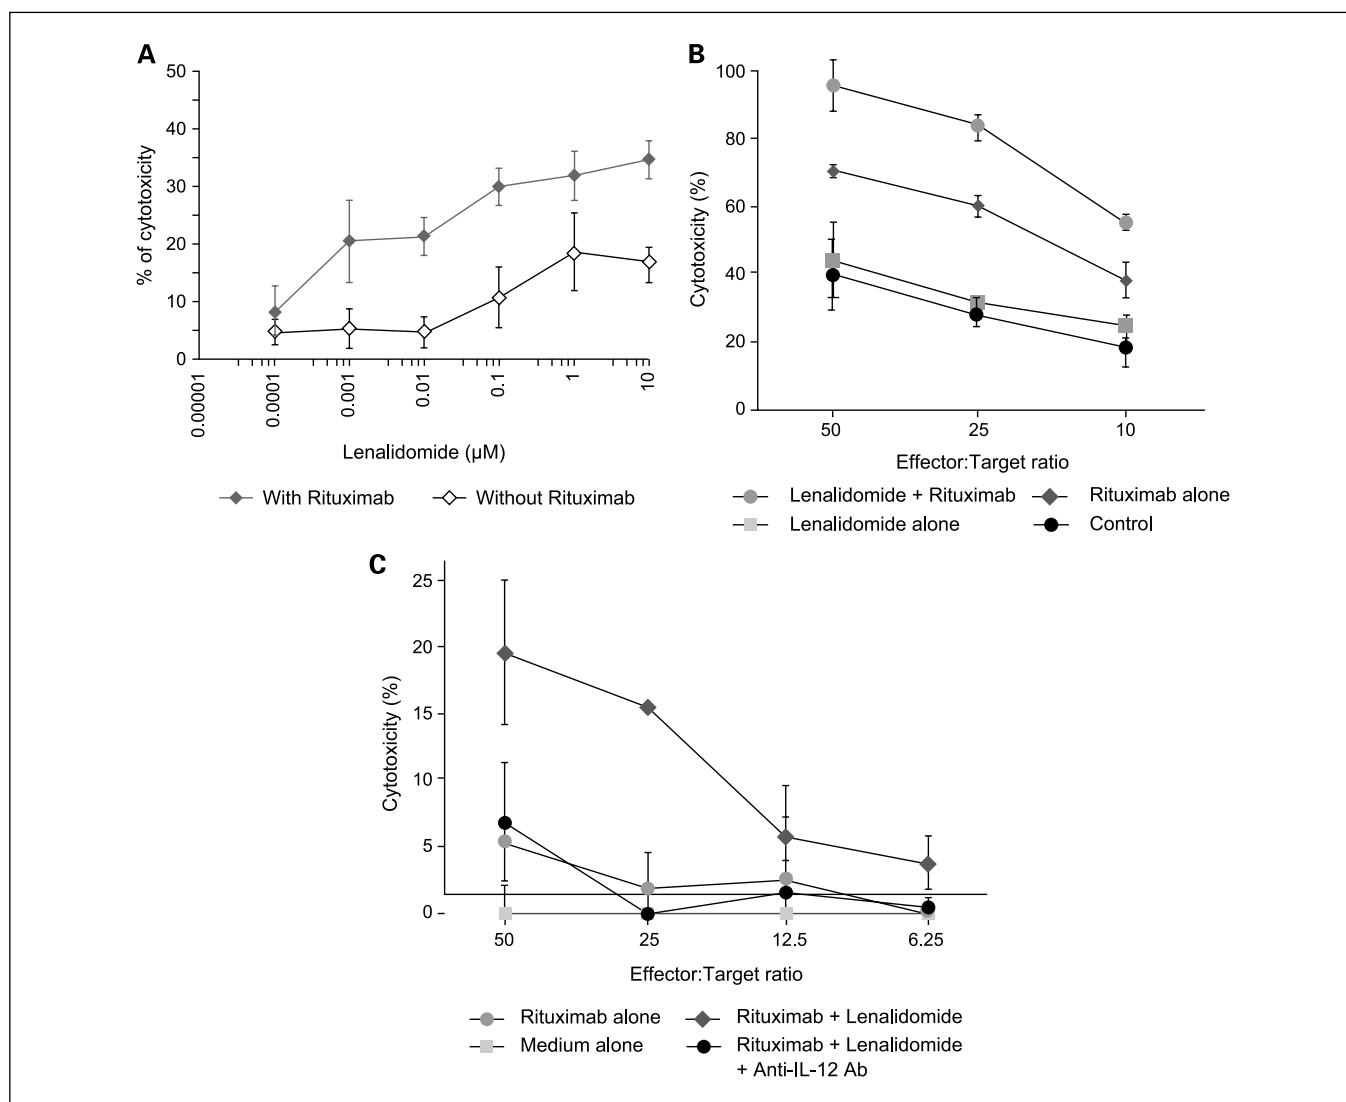 A
50
40
30
20
10
0
% of cytotoxicity
0.00001
0.0001
0.001
0.01
0.1
1
10
Lenalidomide (µM)
With Rituximab
Without Rituximab
B
100
80
60
40
20
0
Cytotoxicity (%)
50 25 10
Effector:Target ratio
Lenalidomide + Rituximab
Rituximab alone
Lenalidomide alone
Control
C
25
20
15
10
5
0
Cytotoxicity (%)
50 25 12.5 6.25
Effector:Target ratio
Rituximab alone
Rituximab + Lenalidomide
Medium alone
Rituximab + Lenalidomide
+ Anti-IL-12 Ab